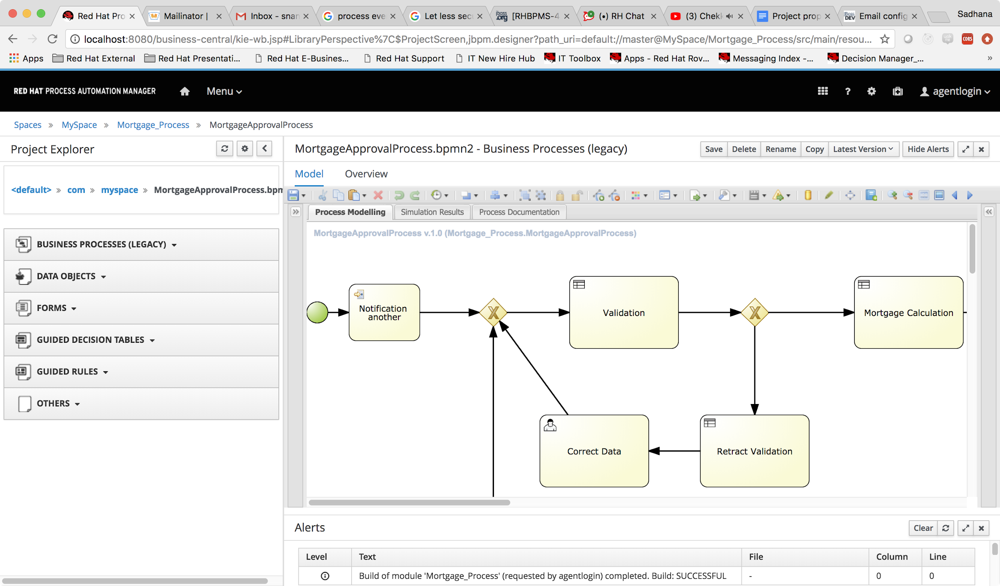 Red Hat Pro
Mailinator |
Inbox - snan
process eve
Let less sec
[RHBPMS-4
(•) RH Chat
(3) Chekk
Project prop
Email config
Sadhana
localhost:8080/business-central/kie-wb.jsp#LibraryPerspective%7C$ProjectScreen,jbpm.designer?path_uri=default://master@MySpace/Mortgage_Process/src/main/resou...
CORS
Apps
Red Hat External
Red Hat Presentati...
Red Hat E-Busines...
Red Hat Support
IT New Hire Hub
IT Toolbox
Apps - Red Hat Rov...
Messaging Index -...
Decision Manager_...
»
RED HAT PROCESS AUTOMATION MANAGER
Menu
?
agentlogin
Spaces » MySpace » Mortgage_Process » MortgageApprovalProcess
Project Explorer
<default> » com » myspace » MortgageApprovalProcess.bpm
BUSINESS PROCESSES (LEGACY)
DATA OBJECTS
FORMS
GUIDED DECISION TABLES
GUIDED RULES
OTHERS
MortgageApprovalProcess.bpmn2 - Business Processes (legacy)
Save
Delete
Rename
Copy
Latest Version
Hide Alerts
Model
Overview
Process Modelling
Simulation Results
Process Documentation
MortgageApprovalProcess v.1.0 (Mortgage_Process.MortgageApprovalProcess)
Notification
another
Validation
Mortgage Calculation
Correct Data
Retract Validation
Alerts
Clear
Level Text File Column Line
Build of module 'Mortgage_Process' (requested by agentlogin) completed. Build: SUCCESSFUL - 0 0